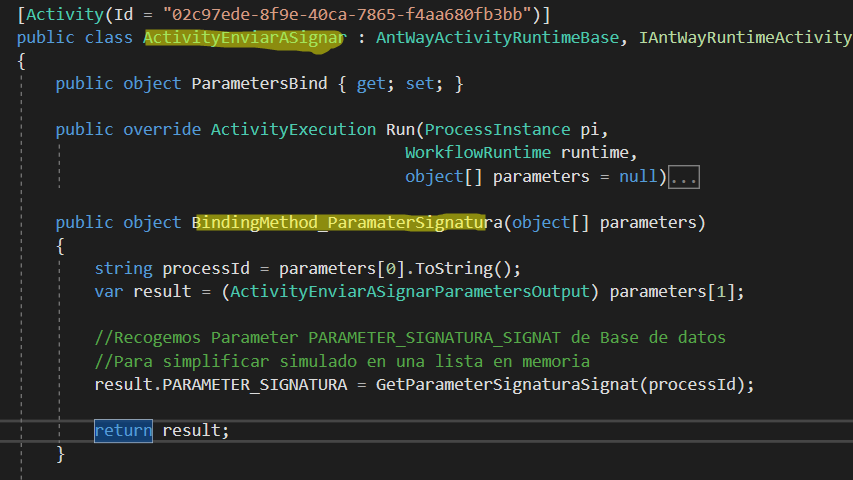 [Activity(Id = "02c97ede-8f9e-40ca-7865-f4aa680fb3bb")]
public class ActivityEnviarASignar : AntWayActivityRuntimeBase, IAntWayRuntimeActivity
{
public object ParametersBind { get; set; }
public override ActivityExecution Run(ProcessInstance pi,
WorkflowRuntime runtime,
object[] parameters = null)...
public object BindingMethod_ParamaterSignatura(object[] parameters)
{
string processId = parameters[0].ToString();
var result = (ActivityEnviarASignarParametersOutput) parameters[1];
//Recogemos Parameter PARAMETER_SIGNATURA_SIGNAT de Base de datos
//Para simplificar simulado en una lista en memoria
result.PARAMETER_SIGNATURA = GetParameterSignaturaSignat(processId);
return result;
}